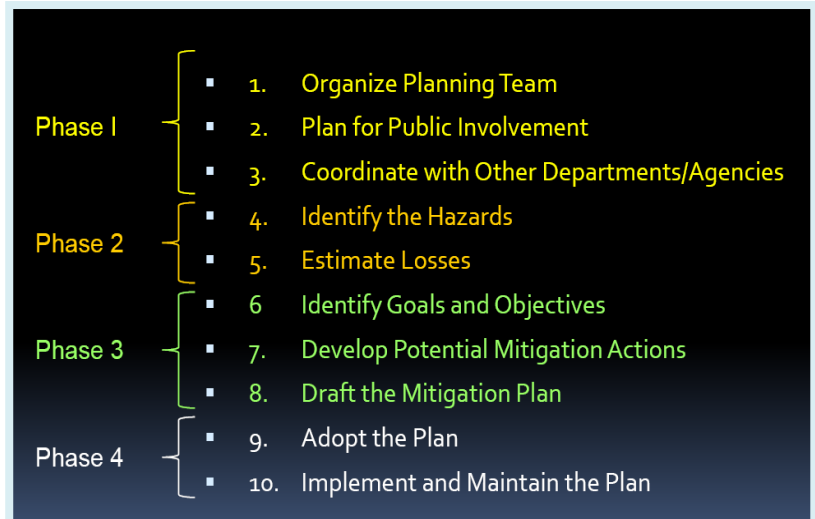 1. Organize Planning Team
Phase I
2. Plan for Public Involvement
3. Coordinate with Other Departments/Agencies
4. Identify the Hazards
Phase 2
5. Estimate Losses
6 Identify Goals and Objectives
Phase 3
7. Develop Potential Mitigation Actions
8. Draft the Mitigation Plan
9. Adopt the Plan
Phase 4
10. Implement and Maintain the Plan